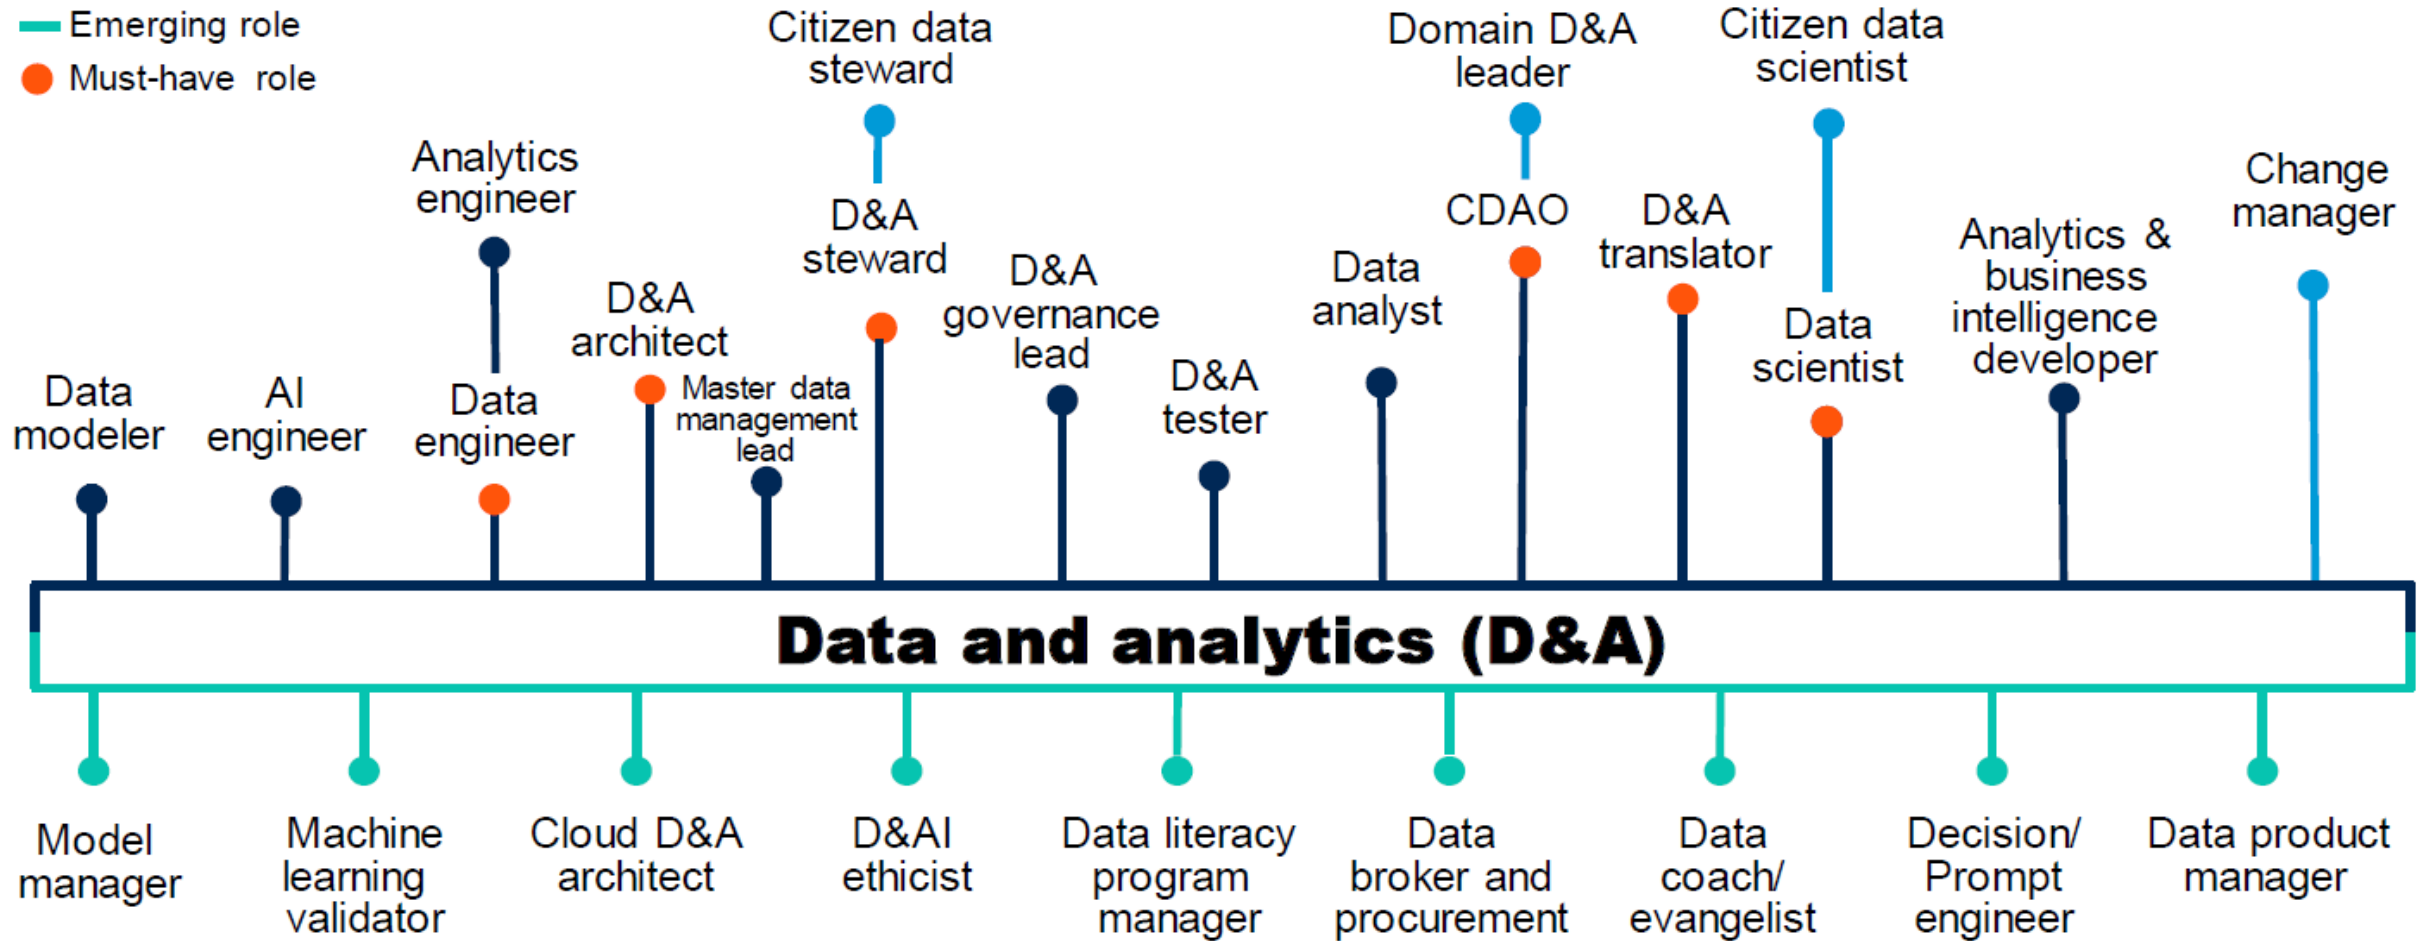 Emerging role
Must-have role
Citizen data
steward
Domain D&A
leader
Citizen data
scientist
Analytics
engineer
D&A
steward
CDAO
D&A
translator
Change
manager
D&A
architect
D&A
governance
lead
Data
analyst
Data
scientist
Analytics &
business
intelligence
developer
Data
modeler
AI
engineer
Data
engineer
Master data
management
lead
D&A
tester
Data and analytics (D&A)
Model
manager
Machine
learning
validator
Cloud D&A
architect
D&AI
ethicist
Data literacy
program
manager
Data
broker and
procurement
Data
coach/
evangelist
Decision/
Prompt
engineer
Data product
manager